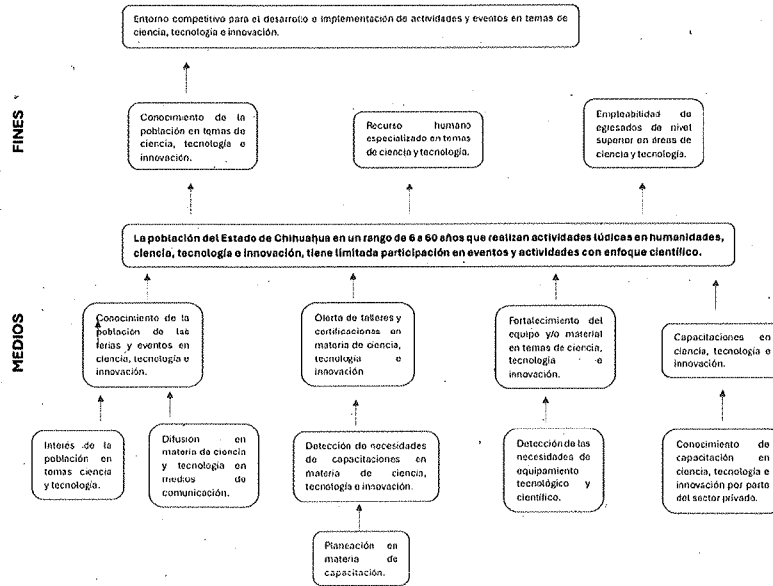 Entorno competitivo para el desarrollo e implementación de actividades y eventos en temas de
ciencia, tecnología e innovación.
FINES
Conocimiento de la
población en temas de
ciencia, tecnología e
innovación.
Recurso humano
especializado en temas
de ciencia y tecnología.
Empleabilidad de
egresados de nivel
superior en áreas de
ciencia y tecnología.
La población del Estado de Chihuahua en un rango de 6 a 60 años que realizan actividades lúdicas en humanidades,
ciencia, tecnología e innovación, tiene limitada participación en eventos y actividades con enfoque científico.
MEDIOS
Conocimiento de la
población de las
ferias y eventos en
ciencia, tecnología e
innovación.
Oferta de talleres y
certificaciones en
materia de ciencia,
tecnología e
innovación
Fortalecimiento del
equipo y/o material
en temas de ciencia,
tecnología e
innovación.
Capacitaciones en
ciencia, tecnología e
innovación.
Interés de la
población en
temas ciencia
y tecnología.
Difusión en
materia de ciencia
y tecnología en
medios de
comunicación.
Detección de necesidades
de capacitaciones en
materia de ciencia,
tecnología e innovación.
Detección de las
necesidades de
equipamiento
tecnológico y
científico.
Conocimiento de
capacitación en
ciencia, tecnología e
innovación por parte
del sector privado.
Planeación en
materia de
capacitación.